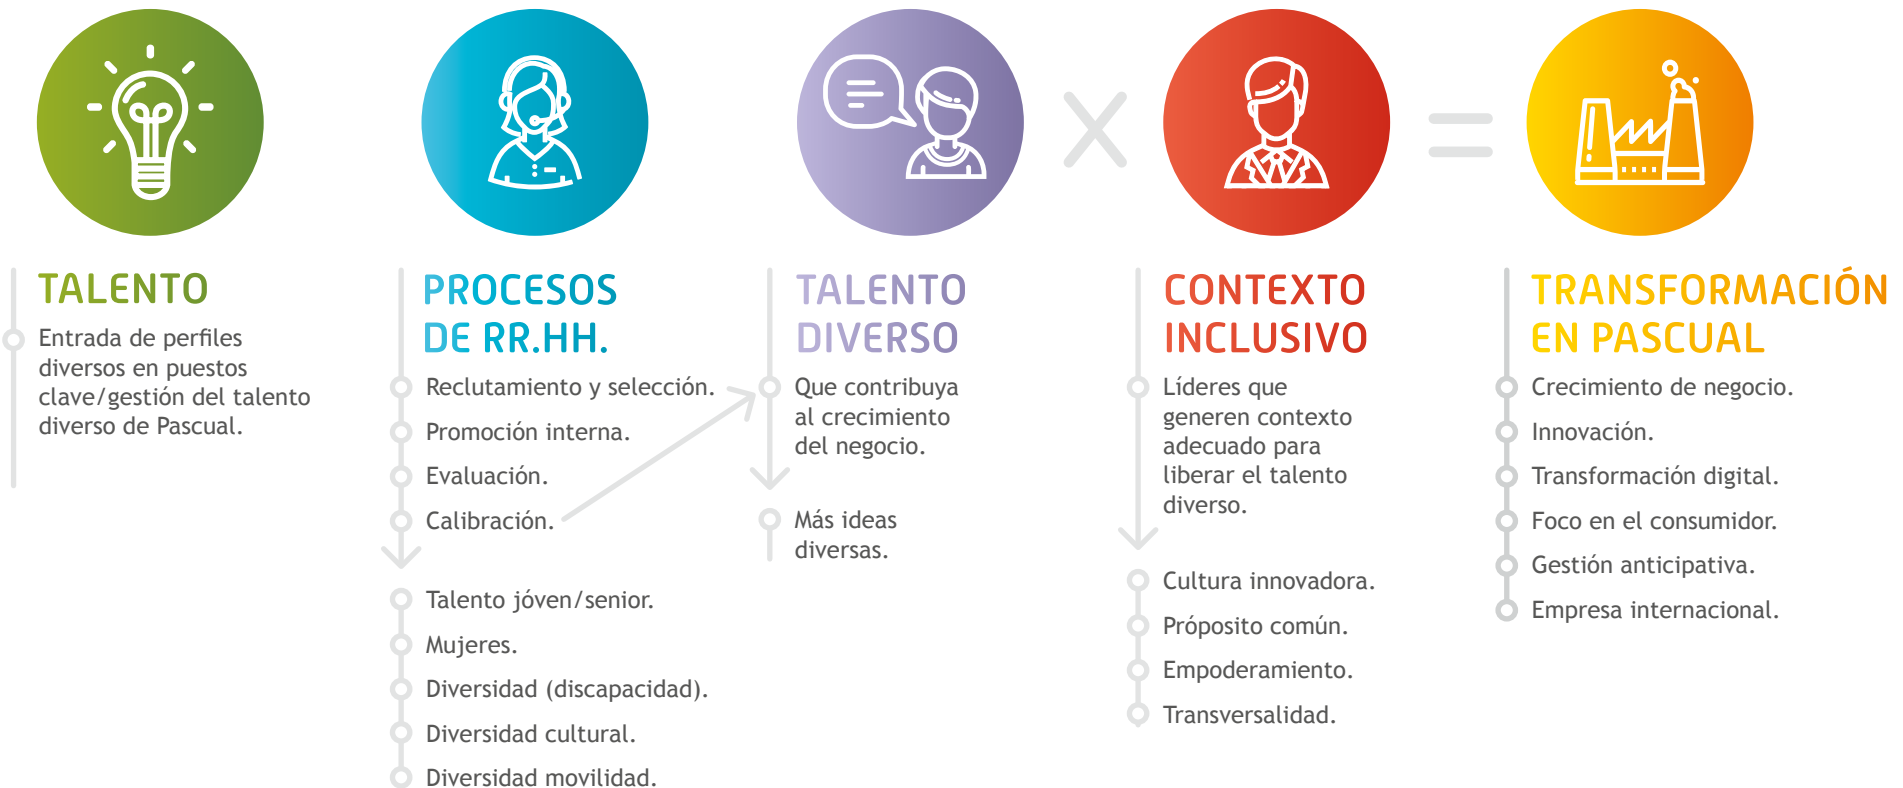 TALENTO
Entrada de perfiles
diversos en puestos
clave/gestión del talento
diverso de Pascual.
PROCESOS
DE RR.HH.
Reclutamiento y selección.
Promoción interna.
Evaluación.
Calibración.
Talento jóven/senior.
Mujeres.
Diversidad (discapacidad).
Diversidad cultural.
Diversidad movilidad.
TALENTO
DIVERSO
Que contribuya
al crecimiento
del negocio.
Más ideas
diversas.
CONTEXTO
INCLUSIVO
Líderes que
generen contexto
adecuado para
liberar el talento
diverso.
Cultura innovadora.
Próposito común.
Empoderamiento.
Transversalidad.
TRANSFORMACIÓN
EN PASCUAL
Crecimiento de negocio.
Innovación.
Transformación digital.
Foco en el consumidor.
Gestión anticipativa.
Empresa internacional.